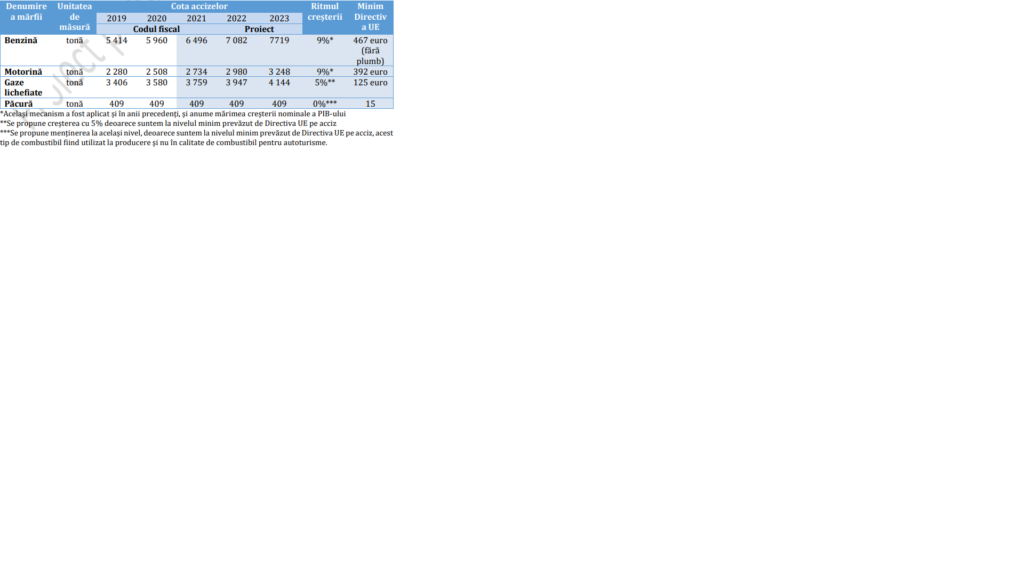 Denumire a mărfii Unitatea de măsură Cota accizelor Ritmul creșterii Minim Directiva UE
2019 2020 2021 2022 2023
Codul fiscal Proiect
Benzină tonă 5 414 5 960 6 496 7 082 7719 9%* 467 euro (fără plumb)
Motorină tonă 2 280 2 508 2 734 2 980 3 248 9%* 392 euro
Gaze lichefiate tonă 3 406 3 580 3 759 3 947 4 144 5%** 125 euro
Păcură tonă 409 409 409 409 409 0%*** 15
*Același mecanism a fost aplicat și în anii precedenți, și anume mărimea creșterii nominale a PIB-ului
**Se propune creșterea cu 5% deoarece suntem la nivelul minim prevăzut de Directiva UE pe acciz
***Se propune menținerea la același nivel, deoarece suntem la nivelul minim prevăzut de Directiva UE pe acciz, acest
tip de combustibil fiind utilizat la producere și nu în calitate de combustibil pentru autoturisme.